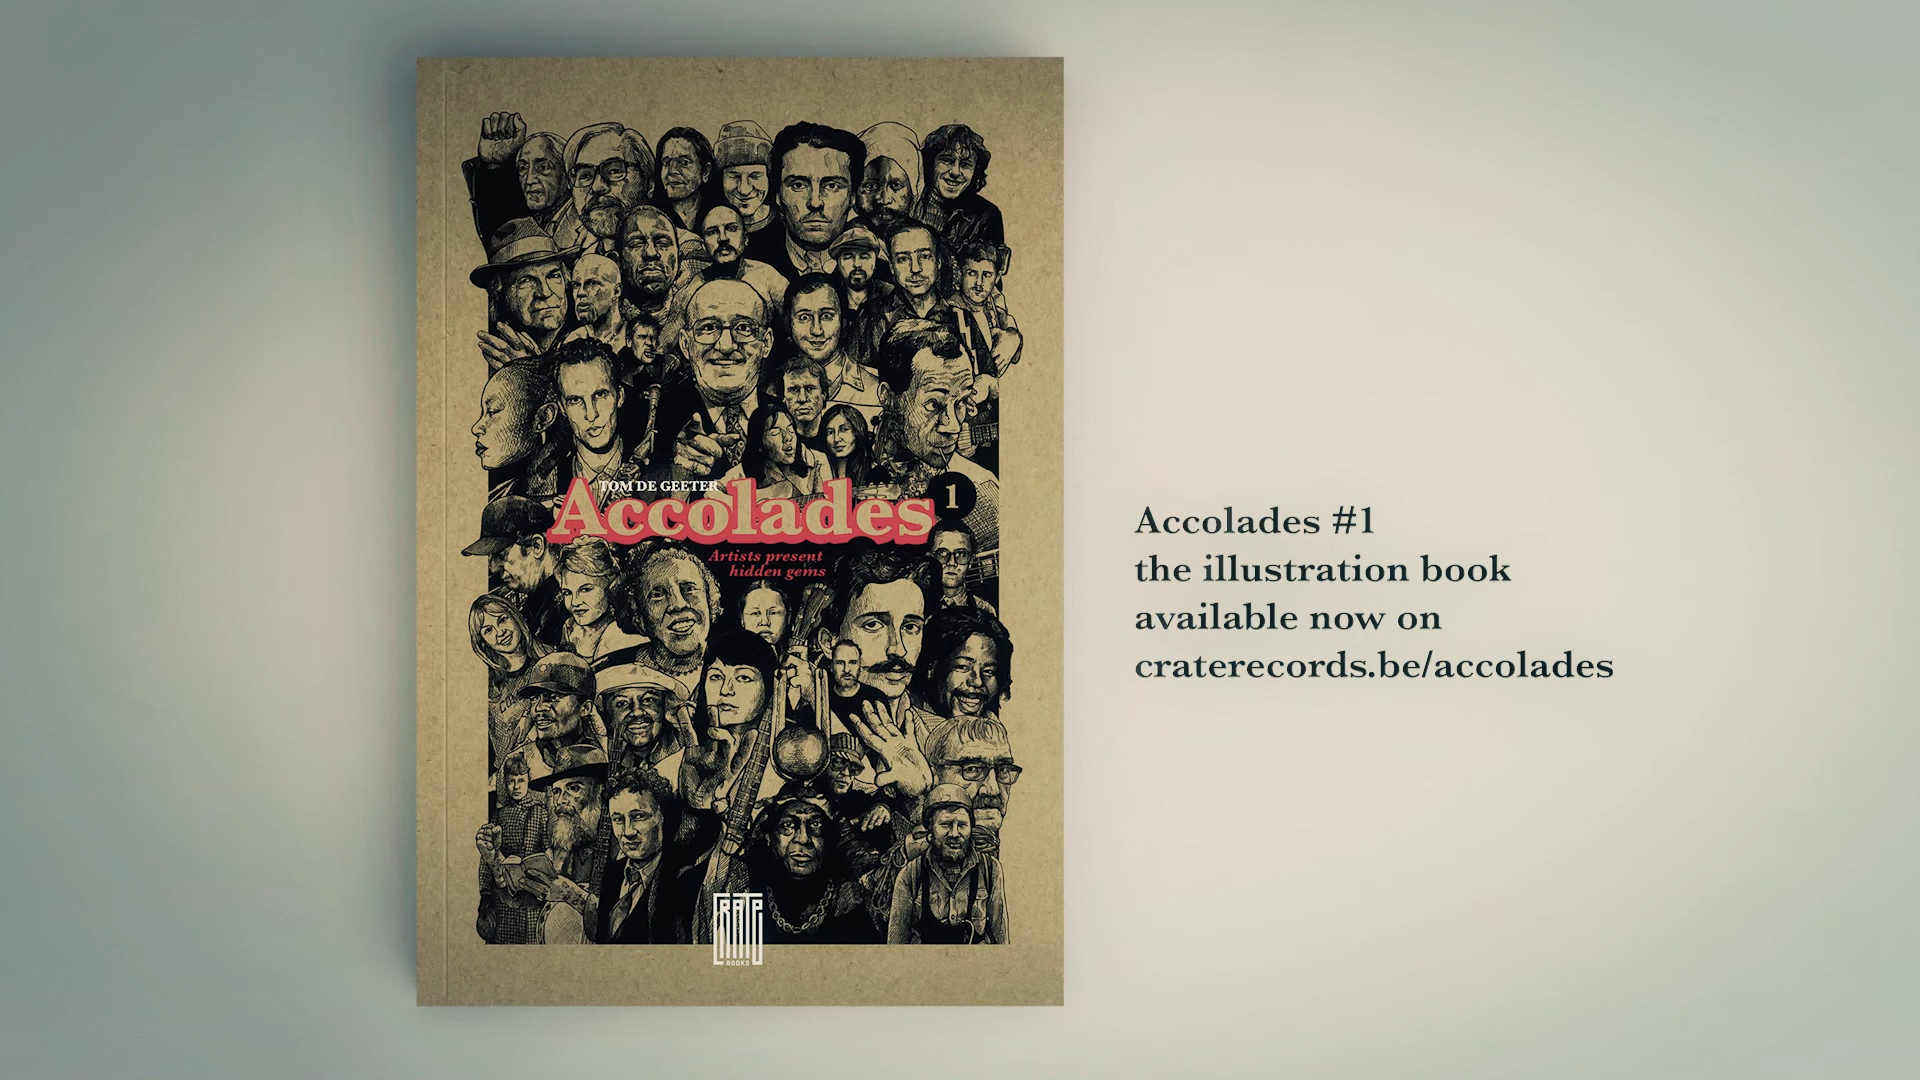 TOM DE GEETER
Accolades
1
Artists present
hidden gems
CRATE
BOOKS
Accolades #1
the illustration book
available now on
craterecords.be/accolades